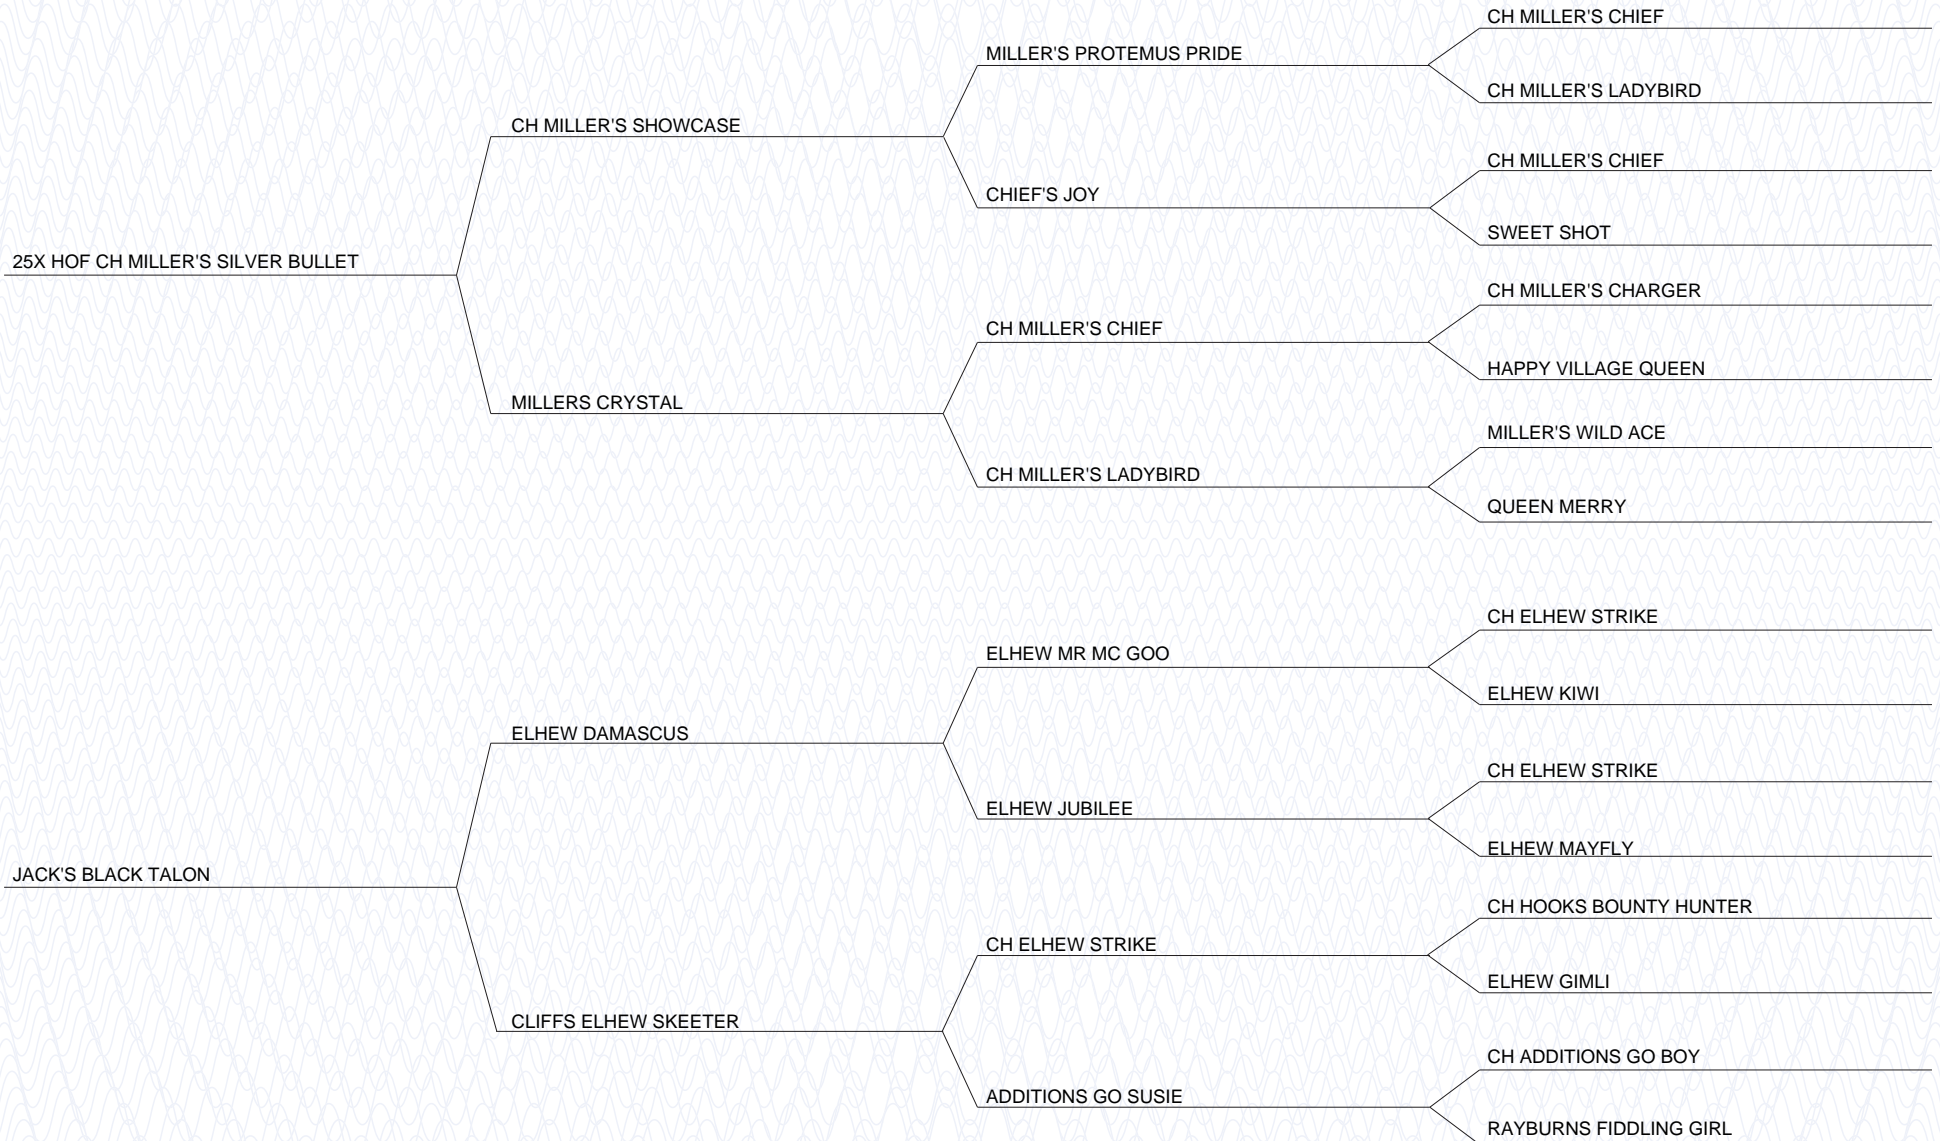 CH MILLER'S CHIEF
MILLER'S PROTEMUS PRIDE
CH MILLER'S LADYBIRD
CH MILLER'S SHOWCASE
CH MILLER'S CHIEF
CHIEF'S JOY
SWEET SHOT
25X HOF CH MILLER'S SILVER BULLET
CH MILLER'S CHARGER
CH MILLER'S CHIEF
HAPPY VILLAGE QUEEN
MILLERS CRYSTAL
MILLER'S WILD ACE
CH MILLER'S LADYBIRD
QUEEN MERRY
CH ELHEW STRIKE
ELHEW MR MC GOO
ELHEW KIWI
ELHEW DAMASCUS
CH ELHEW STRIKE
ELHEW JUBILEE
ELHEW MAYFLY
JACK'S BLACK TALON
CH HOOKS BOUNTY HUNTER
CH ELHEW STRIKE
ELHEW GIMLI
CLIFFS ELHEW SKEETER
CH ADDITIONS GO BOY
ADDITIONS GO SUSIE
RAYBURNS FIDDLING GIRL